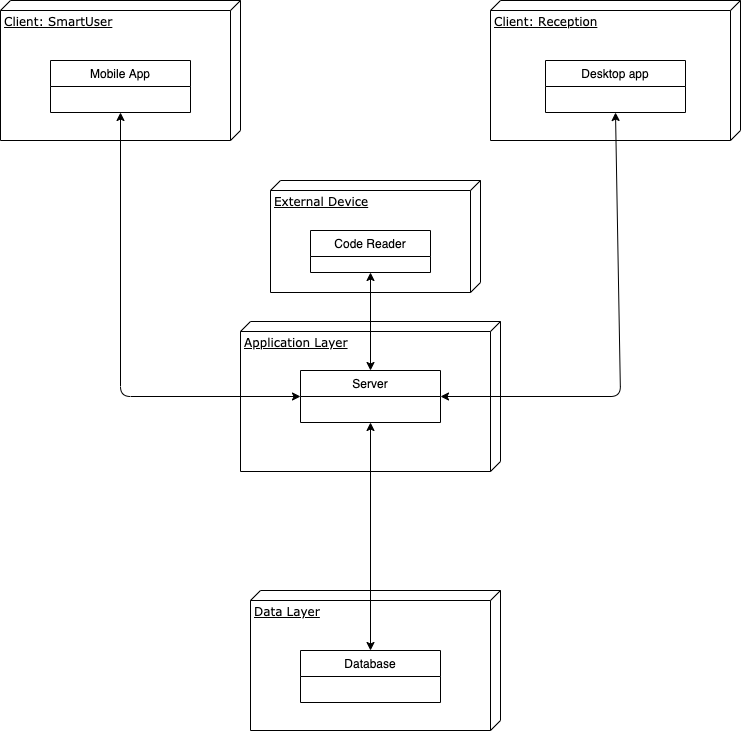 Client: SmartUser
Client: Reception
Mobile App
Desktop app
External Device
Code Reader
Application Layer
Server
Data Layer
Database